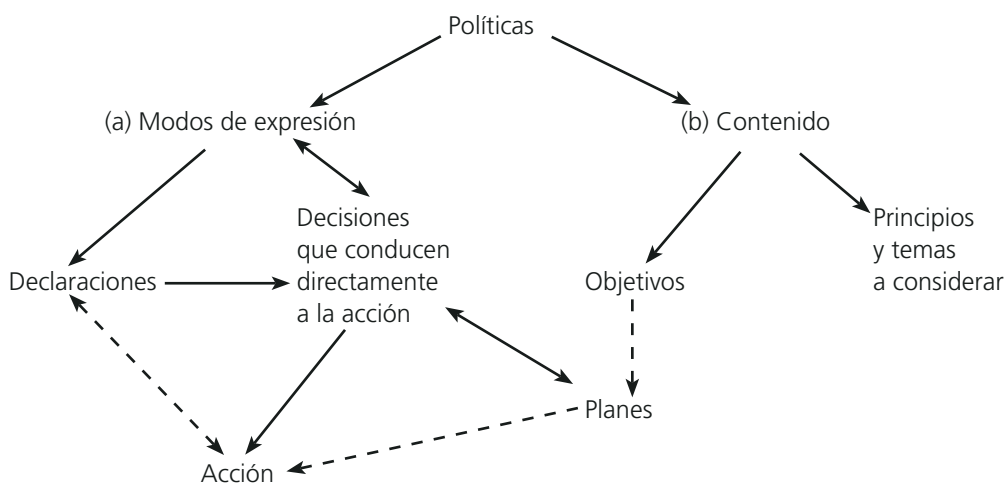 Políticas
(a) Modos de expresión
(b) Contenido
Decisiones
que conducen
directamente
a la acción
Principios
y temas
a considerar
Declaraciones
Objetivos
Planes
Acción